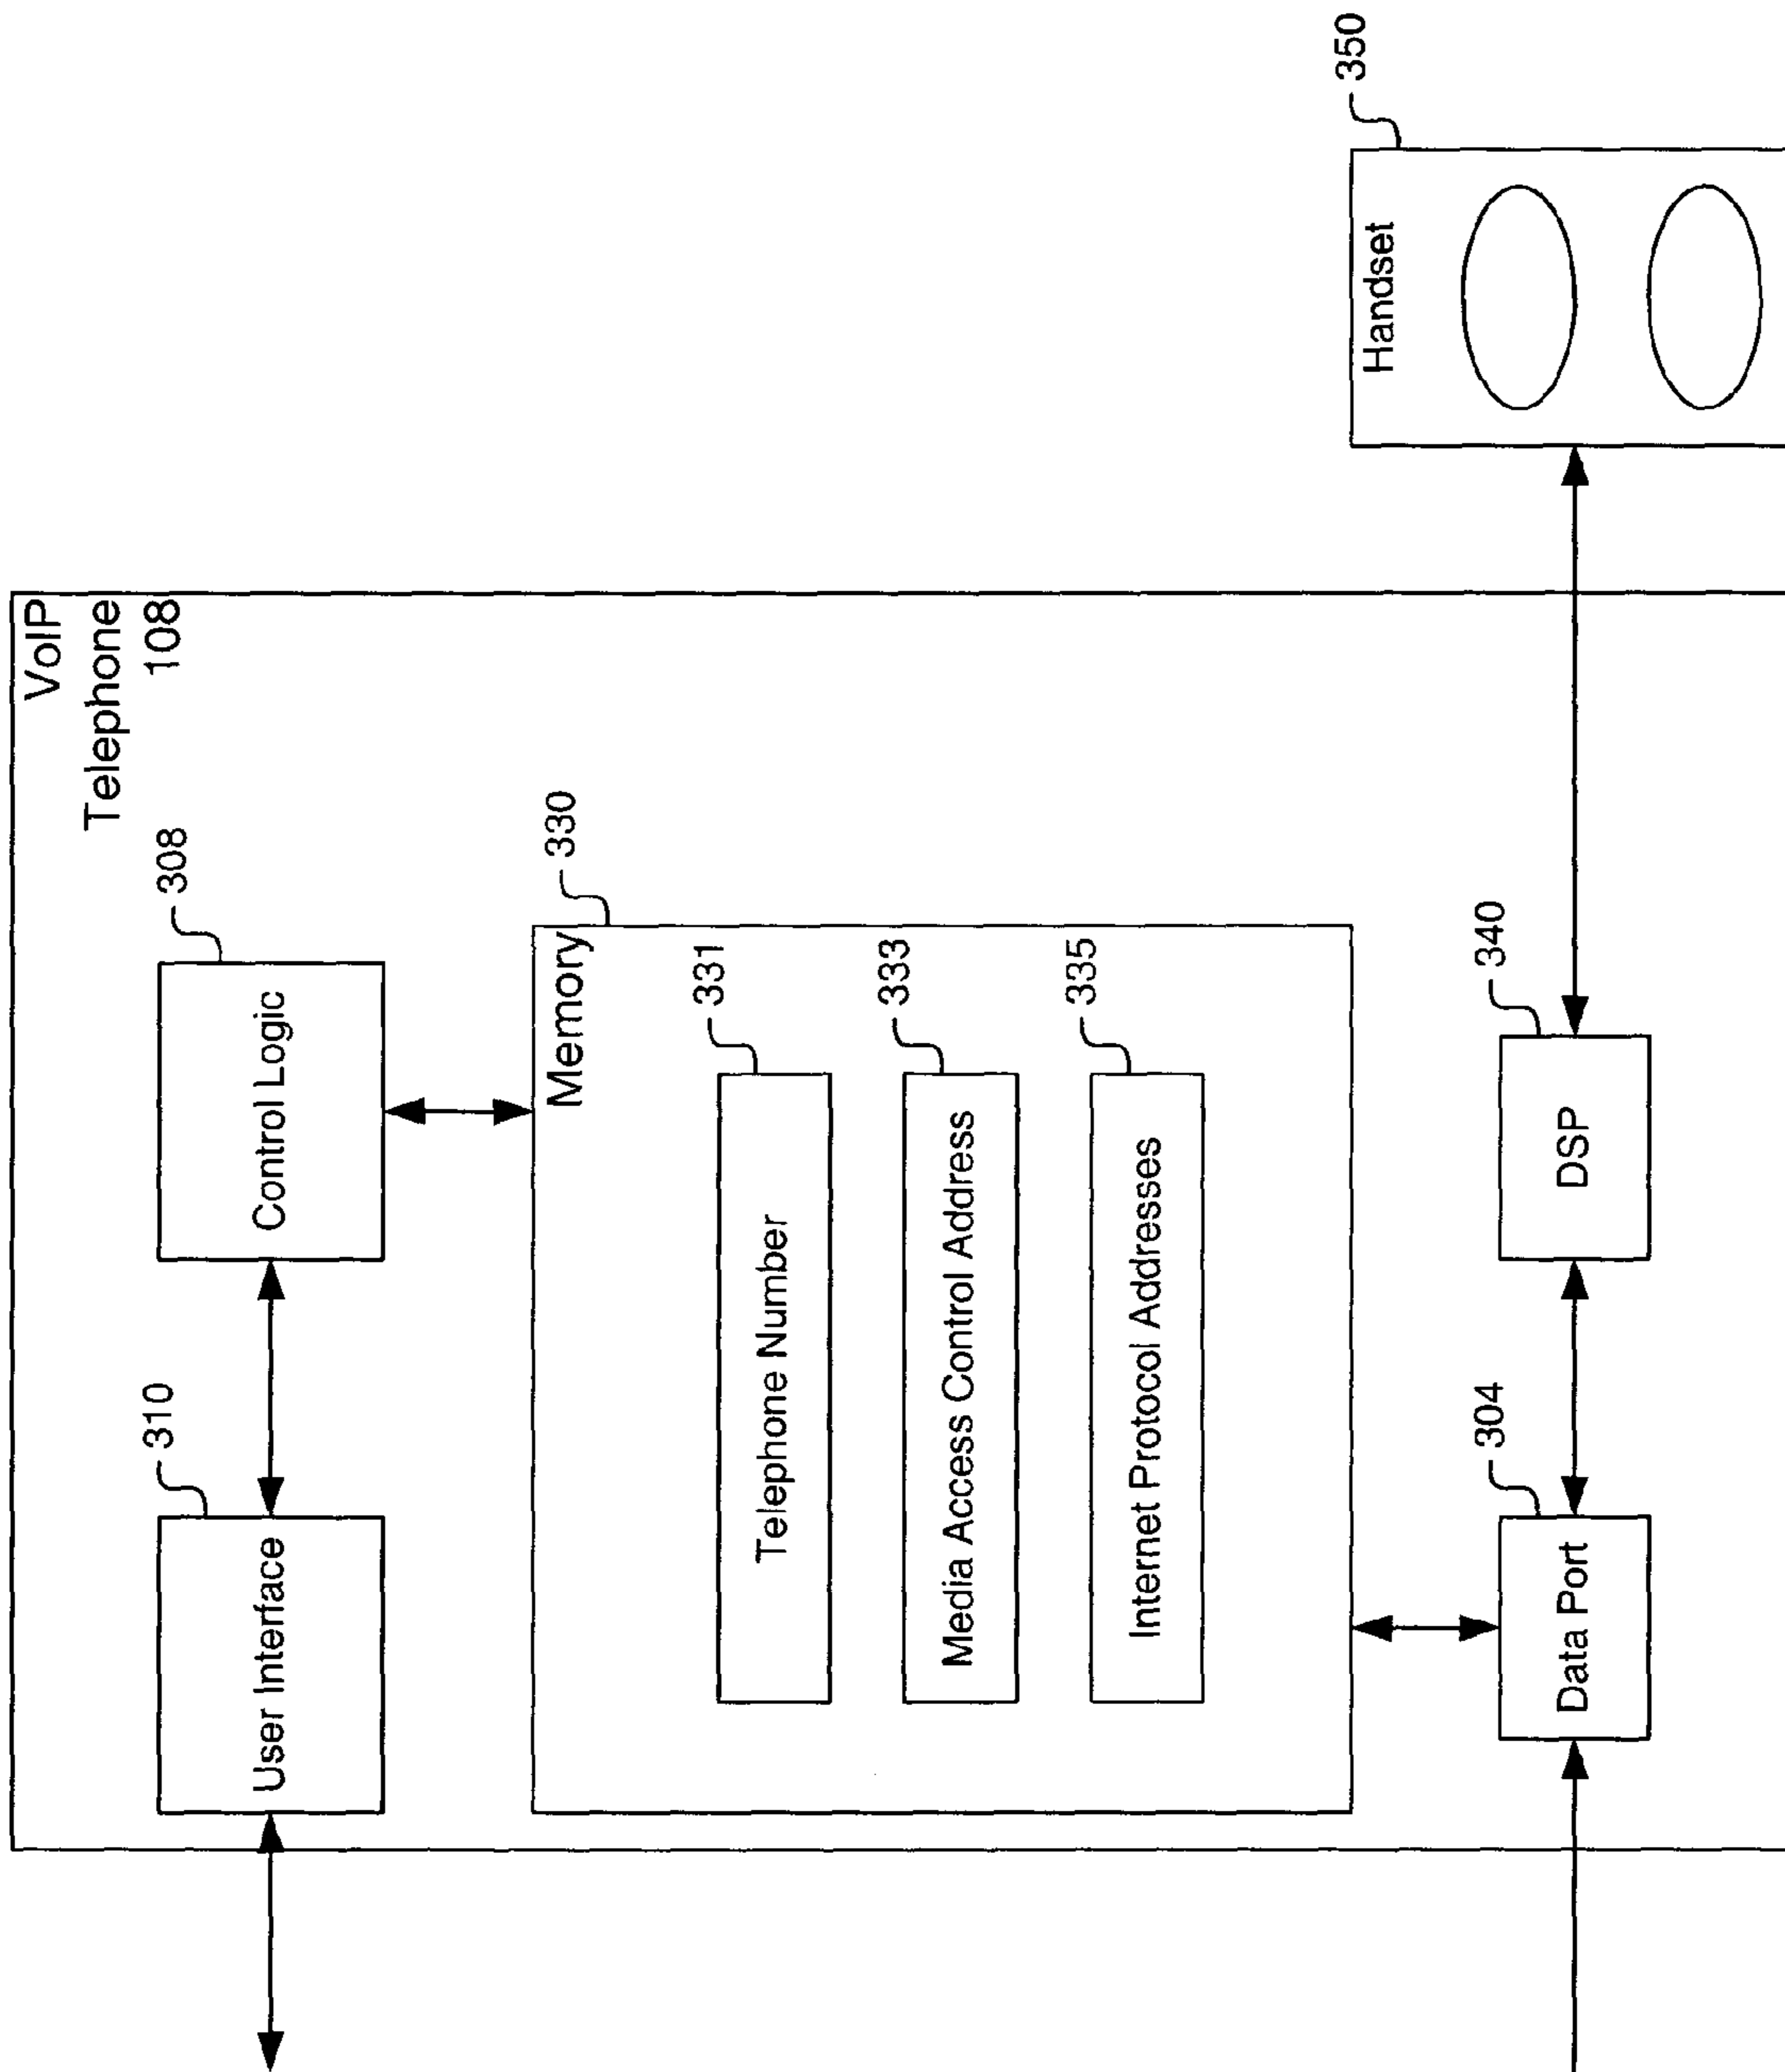 VoIP
Telephone
108
310
308
User Interface
Control Logic
330
Memory
331
Telephone Number
333
Media Access Control Address
335
Internet Protocol Addresses
304
340
Data Port
DSP
350
Handset